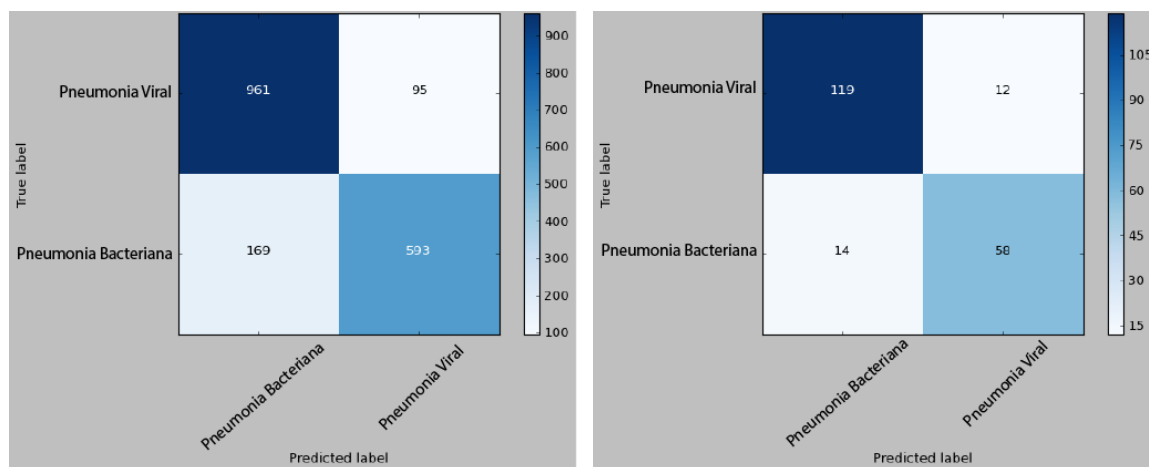 900
Pneumonia Viral
961
95
800
700
600
True label
500
400
Pneumonia Bacteriana
169
593
300
200
100
Pneumonia Bacteriana
Pneumonia Viral
Predicted label
105
Pneumonia Viral
119
12
90
75
True label
60
Pneumonia Bacteriana
14
58
45
30
15
Pneumonia Bacteriana
Pneumonia Viral
Predicted label